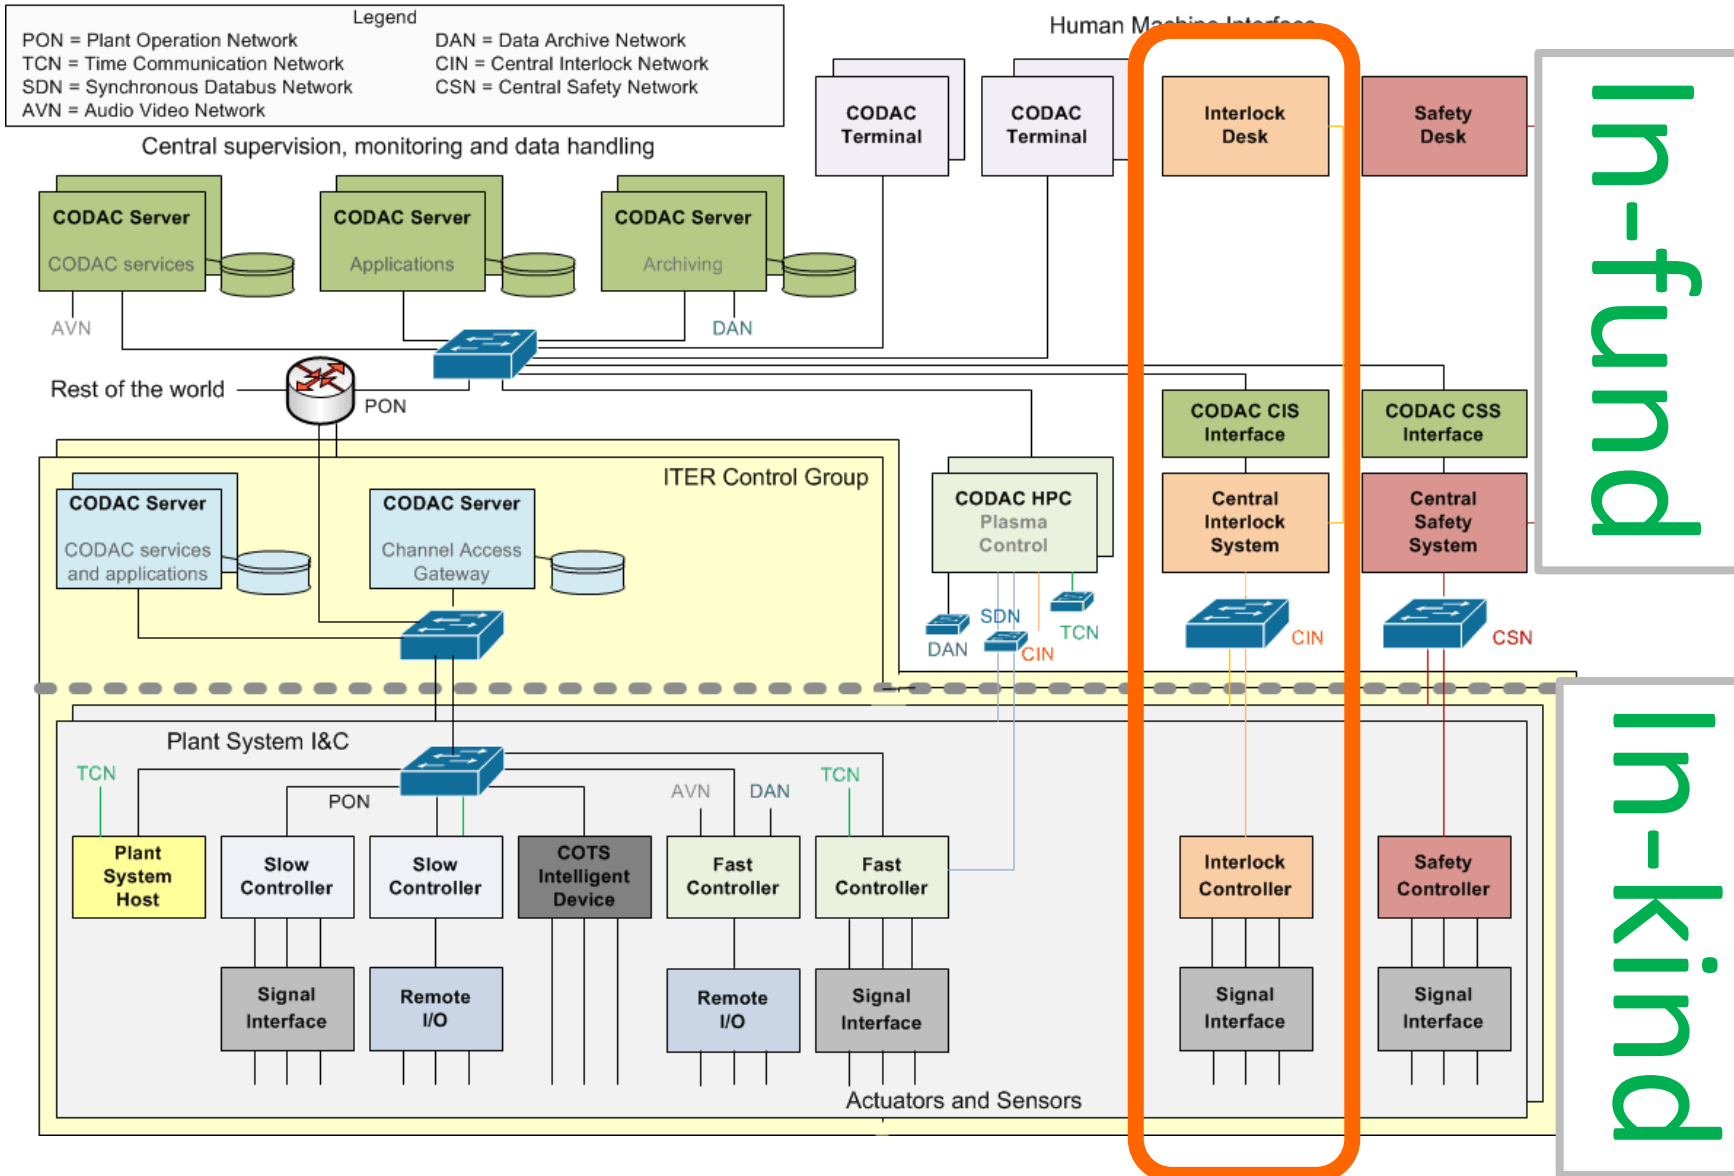 Legend
PON = Plant Operation Network
TCN = Time Communication Network
SDN = Synchronous Databus Network
AVN = Audio Video Network
DAN = Data Archive Network
CIN = Central Interlock Network
CSN = Central Safety Network
Human Machine Interface
Central supervision, monitoring and data handling
CODAC
Terminal
CODAC
Terminal
Interlock
Desk
Safety
Desk
In-fund
CODAC Server
CODAC services
CODAC Server
Applications
CODAC Server
Archiving
AVN
DAN
Rest of the world
PON
CODAC CIS
Interface
CODAC CSS
Interface
ITER Control Group
CODAC Server
CODAC services
and applications
CODAC Server
Channel Access
Gateway
CODAC HPC
Plasma
Control
Central
Interlock
System
Central
Safety
System
SDN
TCN
DAN
CIN
CIN
CSN
In-kind
Plant System I&C
TCN
PON
AVN
DAN
TCN
Plant
System
Host
Slow
Controller
Slow
Controller
COTS
Intelligent
Device
Fast
Controller
Fast
Controller
Interlock
Controller
Safety
Controller
Signal
Interface
Remote
I/O
Remote
I/O
Signal
Interface
Signal
Interface
Signal
Interface
Actuators and Sensors